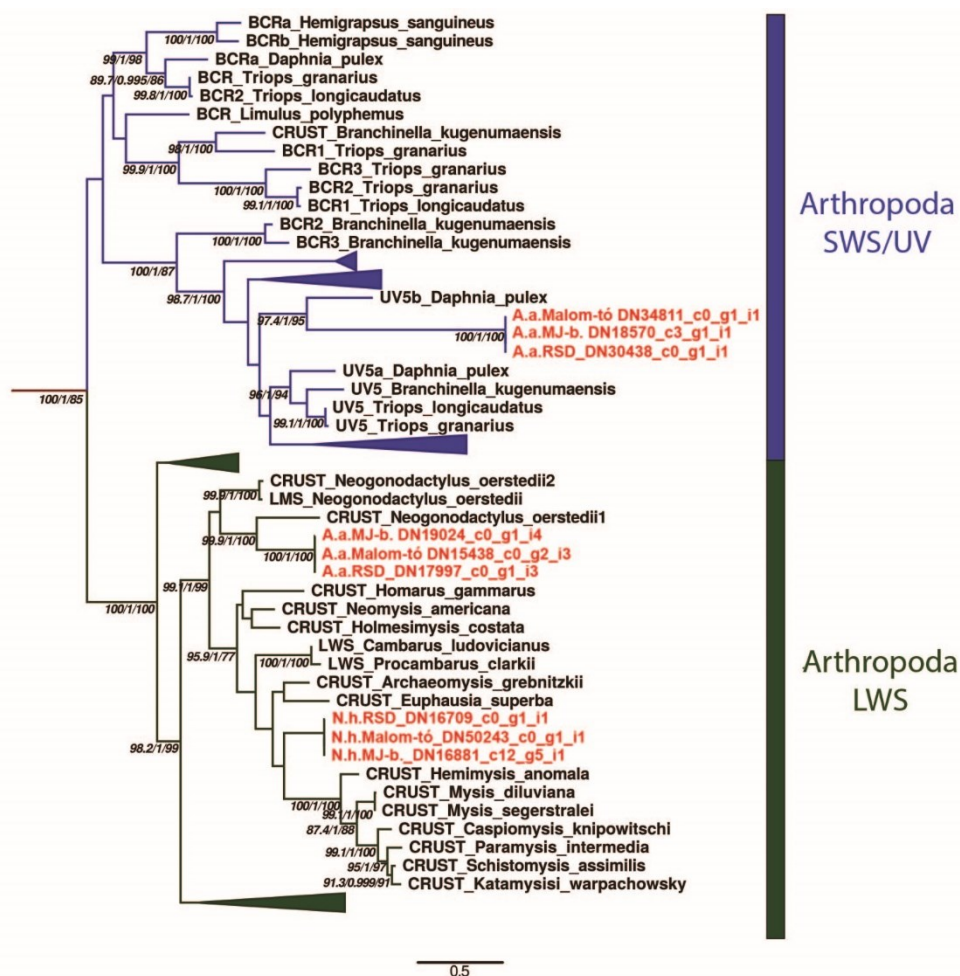 BCRa_Hemigrapsus_sanguineus
100/1/100
BCRb_Hemigrapsus_sanguineus
99/1/98
BCRa_Daphnia_pulex
89.7/0.995/86
BCR_Triops_granarius
99.8/1/100
BCR2_Triops_longicaudatus
BCR_Limulus_polyphemus
CRUST_Branchinella_kugenumaensis
98/1/100
BCR1_Triops_granarius
99.9/1/100
BCR3_Triops_granarius
100/1/100
BCR2_Triops_granarius
99.1/1/100
BCR1_Triops_longicaudatus
BCR2_Branchinella_kugenumaensis
100/1/100
BCR3_Branchinella_kugenumaensis
100/1/87
98.7/1/100
UV5b_Daphnia_pulex
97.4/1/95
A.a.Malom-tó DN34811_c0_g1_i1
100/1/100
A.a.MJ-b. DN18570_c3_g1_i1
A.a.RSD_DN30438_c0_g1_i1
UV5a_Daphnia_pulex
96/1/94
UV5_Branchinella_kugenumaensis
100/1/85
UV5_Triops_longicaudatus
99.1/1/100
UV5_Triops_granarius
Arthropoda
SWS/UV
CRUST_Neogonodactylus_oerstedii2
99.9/1/100
LMS_Neogonodactylus_oerstedii
CRUST_Neogonodactylus_oerstedii1
99.9/1/100
A.a.MJ-b. DN19024_c0_g1_i4
100/1/100
A.a.Malom-tó DN15438_c0_g2_i3
A.a.RSD_DN17997_c0_g1_i3
99.1/1/99
CRUST_Homarus_gammarus
100/1/100
CRUST_Neomysis_americana
CRUST_Holmesimysis_costata
95.9/1/77
LWS_Cambarus_ludovicianus
100/1/100
LWS_Procambarus_clarkii
CRUST_Archaeomysis_grebnitzkii
CRUST_Euphausia_superba
N.h.RSD_DN16709_c0_g1_i1
N.h.Malom-tó_DN50243_c0_g1_i1
98.2/1/99
N.h.MJ-b._DN16881_c12_g5_i1
CRUST_Hemimysis_anomala
100/1/100
CRUST_Mysis_diluviana
99.1/1/100
CRUST_Mysis_segerstralei
87.4/1/88
CRUST_Caspiomysis_knipowitschi
99.1/1/100
CRUST_Paramysis_intermedia
95/1/97
CRUST_Schistomysis_assimilis
91.3/0.999/91
CRUST_Katamysisi_warpachowsky
Arthropoda
LWS
0.5